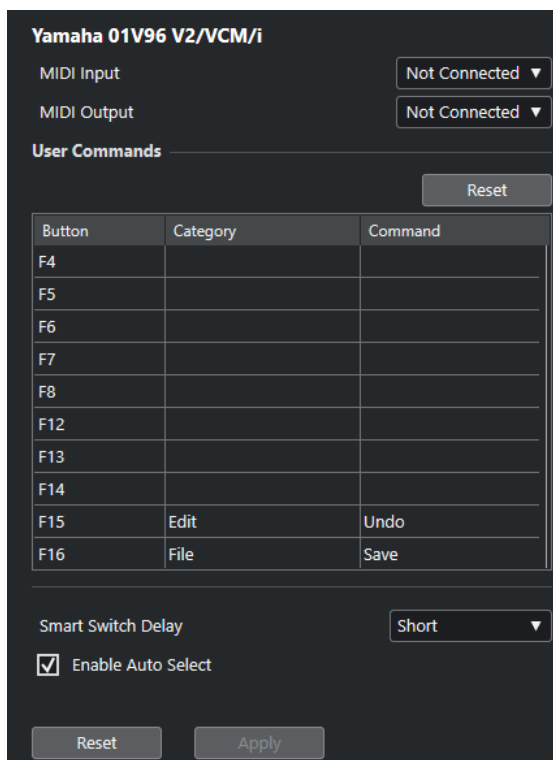 Yamaha 01V96 V2/VCM/i
MIDI Input Not Connected ▼
MIDI Output Not Connected ▼
User Commands
Reset
Button Category Command
F4
F5
F6
F7
F8
F12
F13
F14
F15 Edit Undo
F16 File Save
Smart Switch Delay Short ▼
Enable Auto Select
Reset Apply